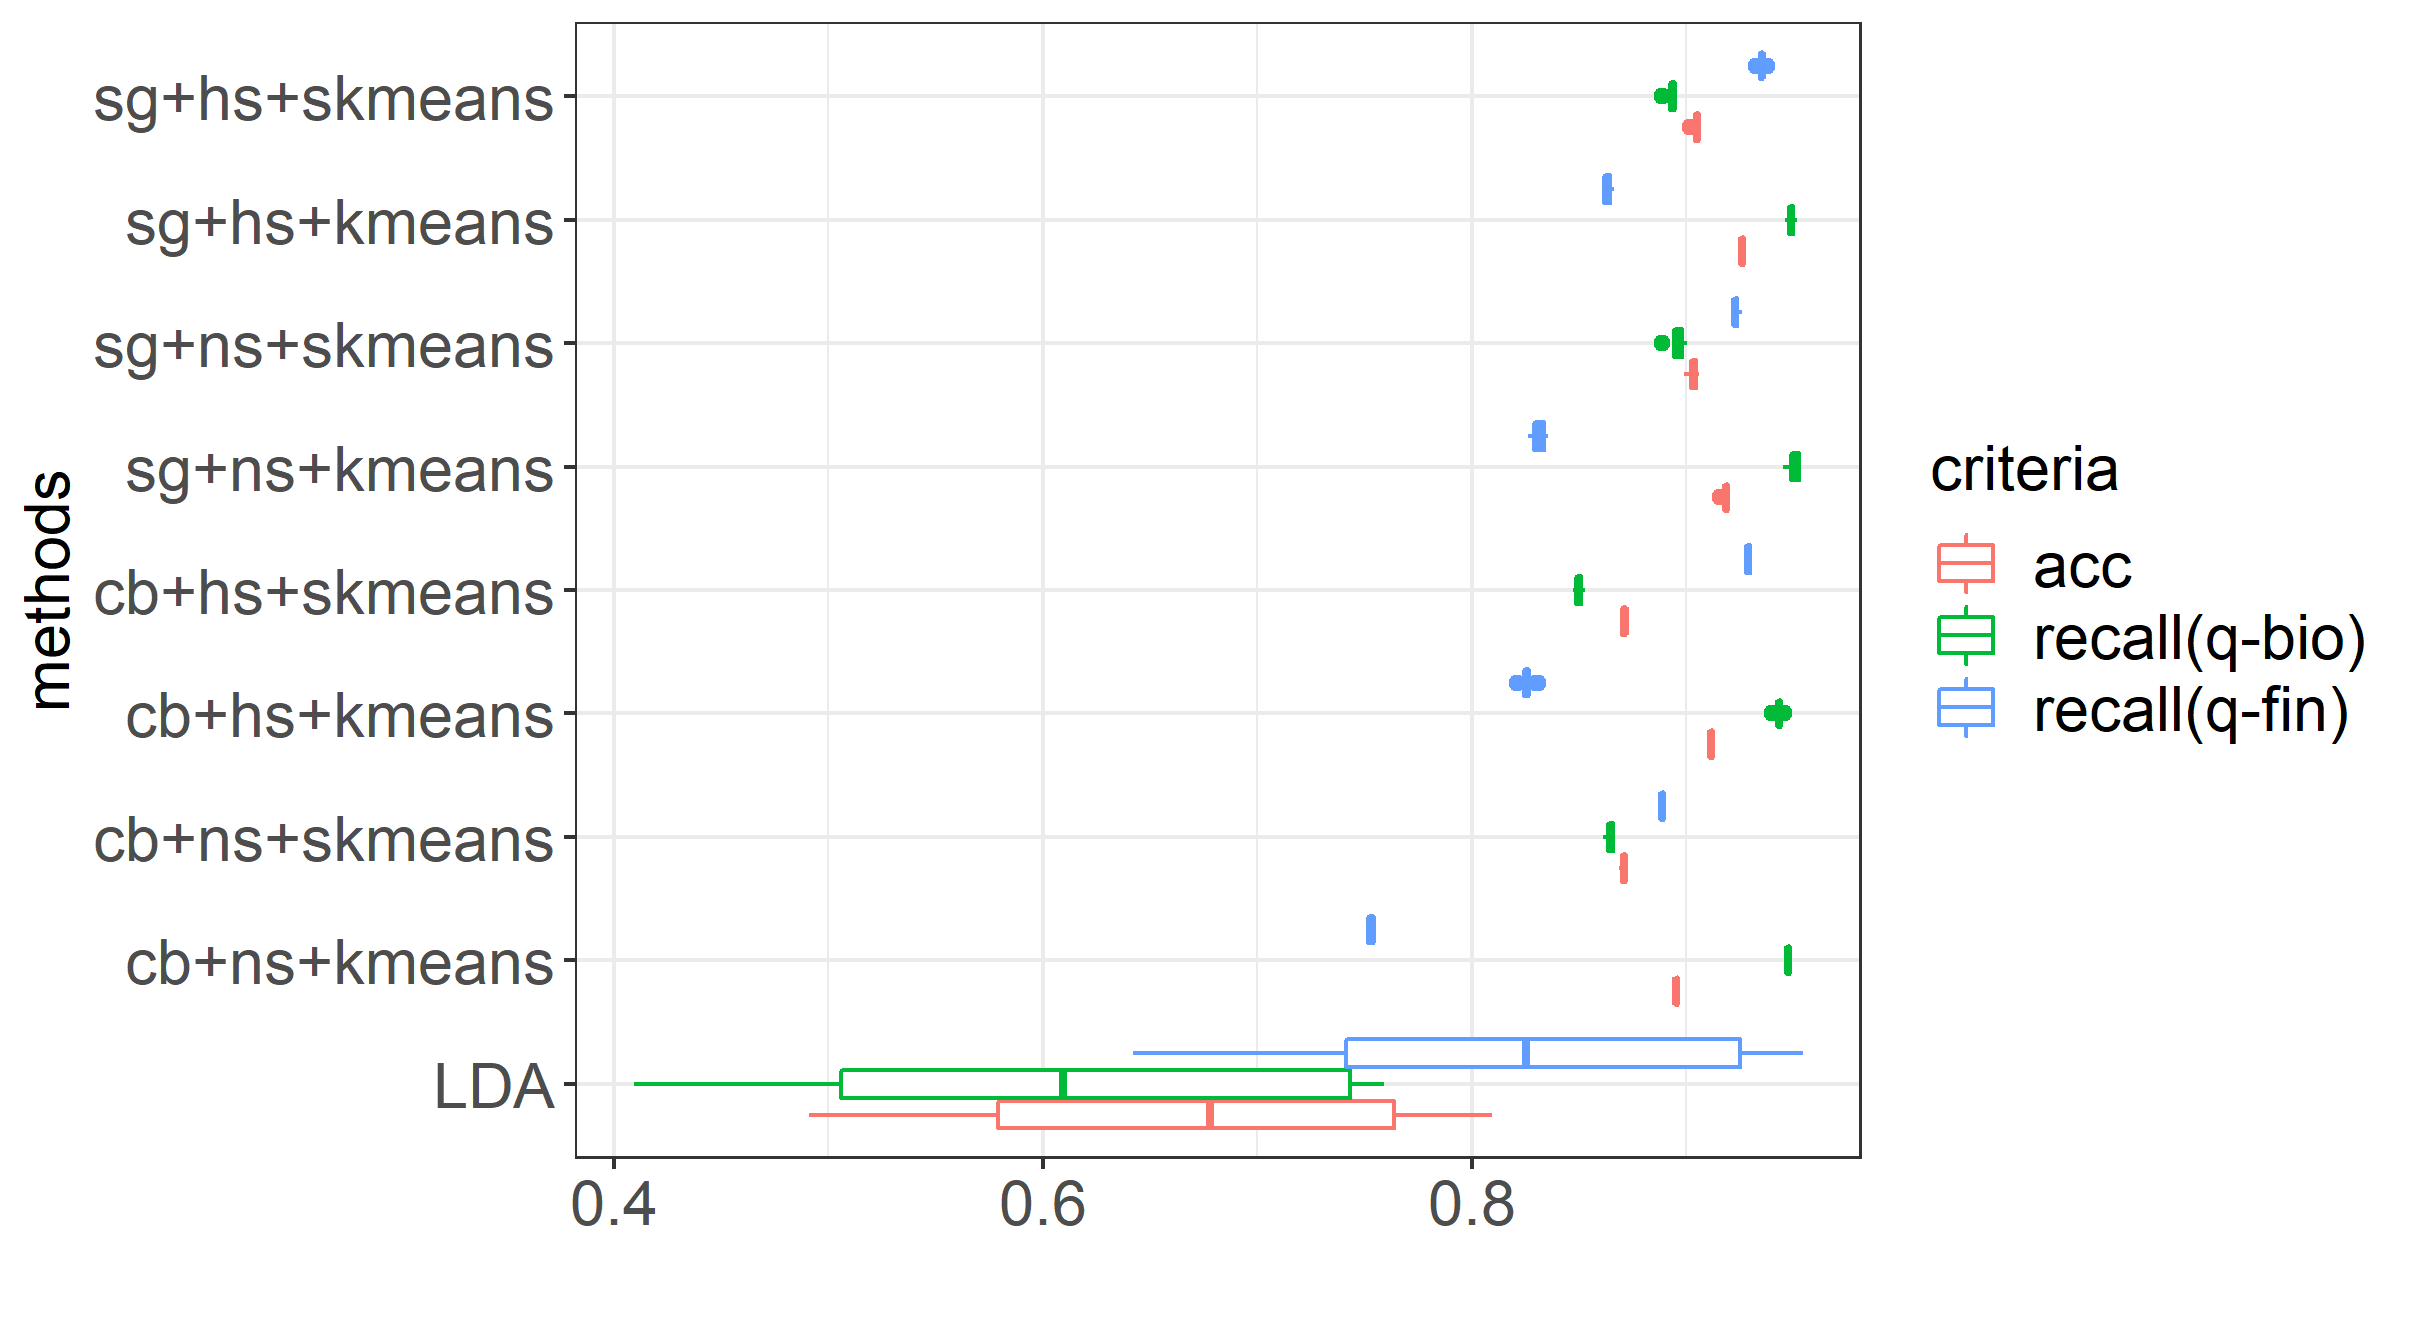 methods
sg+hs+skmeans
sg+hs+kmeans
sg+ns+skmeans
sg+ns+kmeans
cb+hs+skmeans
cb+hs+kmeans
cb+ns+skmeans
cb+ns+kmeans
LDA
0.4
0.6
0.8
criteria
acc
recall(q-bio)
recall(q-fin)